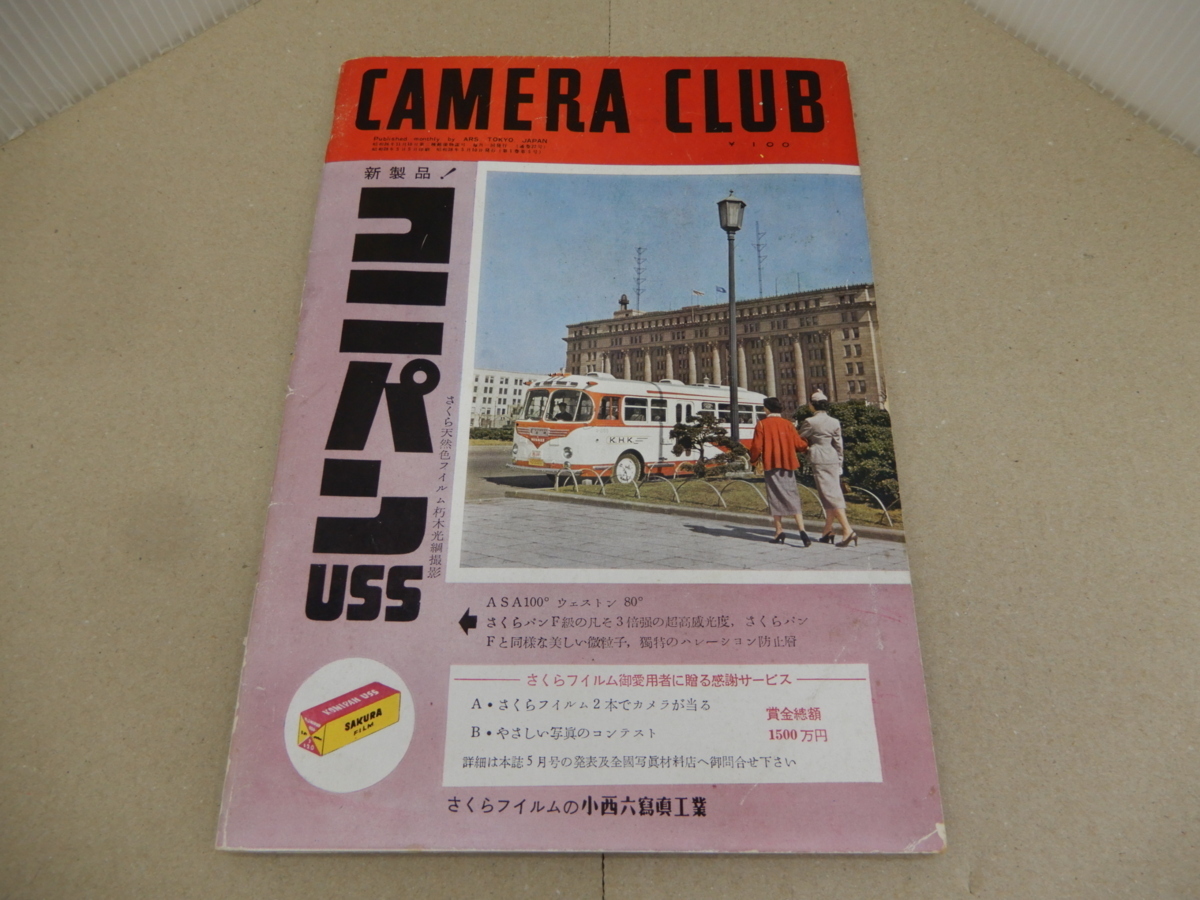 CAMERA CLUB
Published monthly by ARS TOKYO JAPAN
¥100
新製品!
コニパン
USS
さくら天然色フイルム 朽木光綱撮影
KHK
3
ASA100° ウェストン 80°
さくらパンF級の凡そ3倍強の超高感光度，さくらパン
Fと同様な美しい微粒子，獨特のハレーション防止層
さくらフイルム御愛用者に贈る感謝サービス
A・さくらフイルム2本でカメラが当る
B・やさしい写真のコンテスト
賞金総額
1500万円
詳細は本誌5月号の発表及全國写眞材料店へ御問合せ下さい
KONIPAN USS
SAKURA
FILM
さくらフイルムの小西六寫真工業